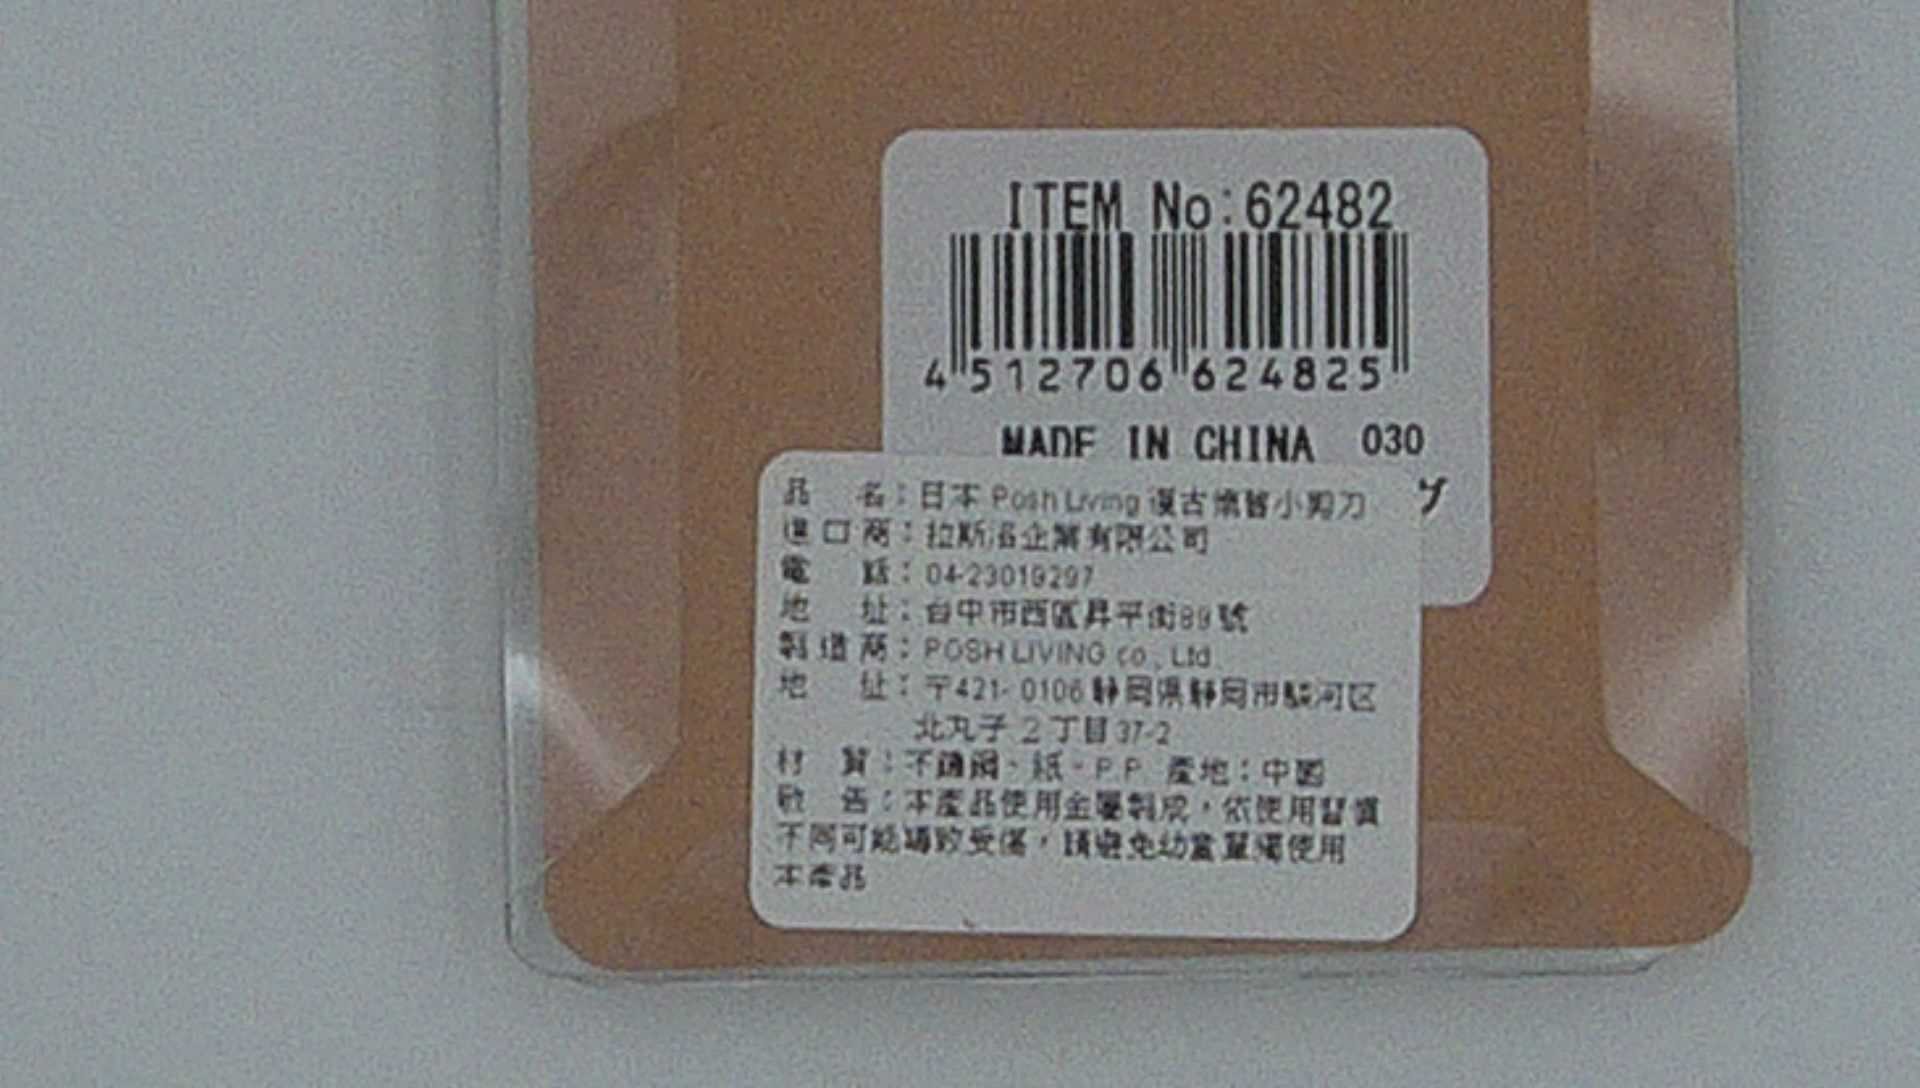 ITEM No:62482
4 512706 624825
MADE IN CHINA 030
品 名:日本 Posh Living 復古懷舊小剪刀
進口商:拉斯洛企業有限公司
電 話:04-23019297
地 址:台中市西區昇平街89號
製造商:POSH LIVING co., Ltd.
地 址:〒421-0106 静岡県静岡市駿河区
北丸子 2 丁目 37-2
材 質:不鏽鋼、紙、P.P. 產地:中國
敬 告:本產品使用金屬製成,依使用習慣
不同可能導致受傷,請避免幼童單獨使用
本產品